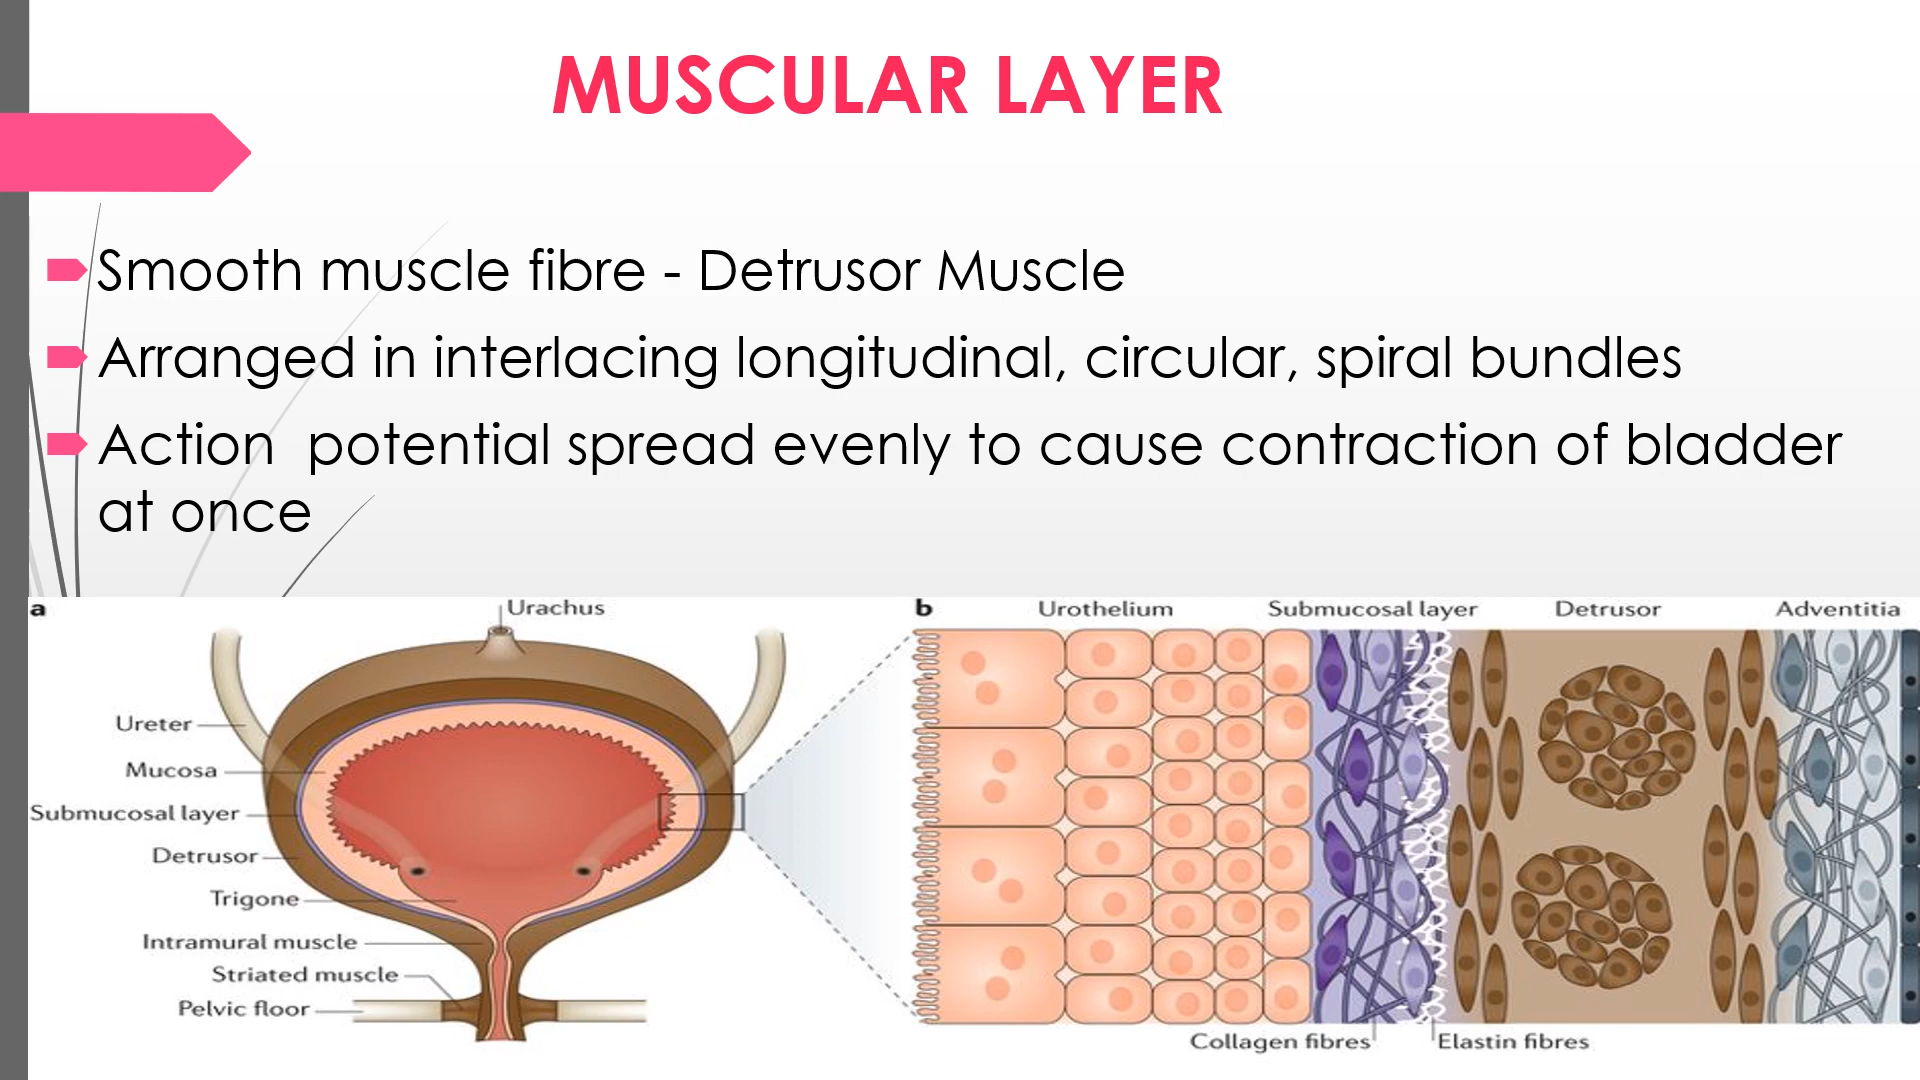 MUSCULAR LAYER
Smooth muscle fibre - Detrusor Muscle
Arranged in interlacing longitudinal, circular, spiral bundles
Action  potential spread evenly to cause contraction of bladder
at once
a
Urachus
Ureter
Mucosa
Submucosal layer
Detrusor
Trigone
Intramural muscle
Striated muscle
Pelvic floor
b
Urothelium
Submucosal layer
Detrusor
Adventitia
Collagen fibres
Elastin fibres